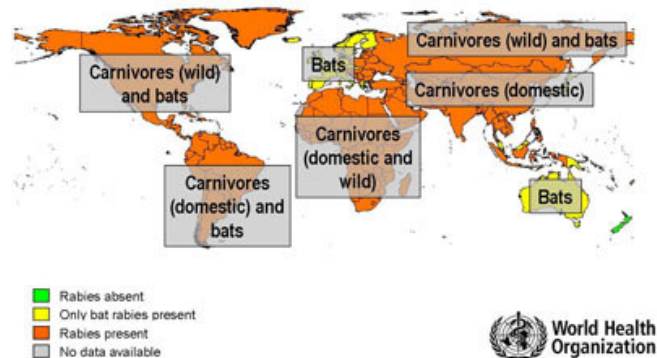 Carnivores (wild) and bats
Bats
Carnivores (wild)
and bats
Carnivores (domestic)
Carnivores
(domestic and
wild)
Carnivores
(domestic) and
bats
Bats
Rabies absent
Only bat rabies present
Rabies present
No data available
World Health
Organization